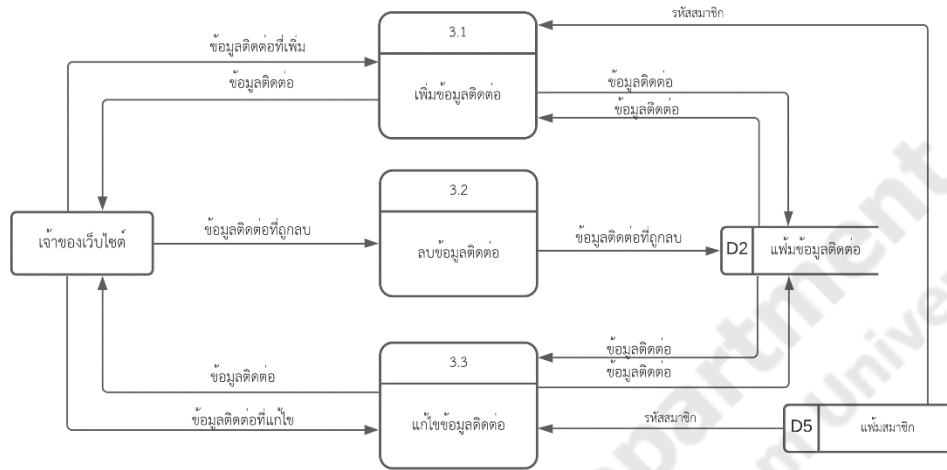 รหัสสมาชิก
3.1
ข้อมูลติดต่อที่เพิ่ม
ข้อมูลติดต่อ
เพิ่มข้อมูลติดต่อ
ข้อมูลติดต่อ
ข้อมูลติดต่อ
3.2
เจ้าของเว็บไซต์
ข้อมูลติดต่อที่ถูกลบ
ลบข้อมูลติดต่อ
ข้อมูลติดต่อที่ถูกลบ
D2 แฟ้มข้อมูลติดต่อ
3.3
ข้อมูลติดต่อ
ข้อมูลติดต่อ
ข้อมูลติดต่อ
ข้อมูลติดต่อที่แก้ไข
แก้ไขข้อมูลติดต่อ
รหัสสมาชิก
D5 แฟ้มสมาชิก